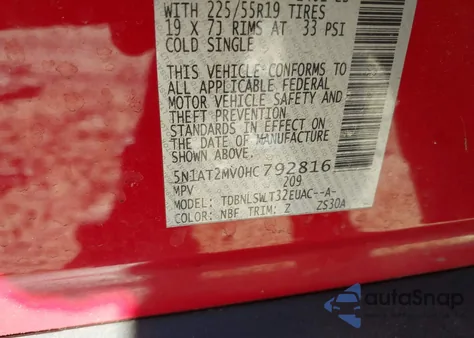 WITH 225/55R19 TIRES
19 X 7J RIMS AT 33 PSI
COLD SINGLE
THIS VEHICLE CONFORMS TO
ALL APPLICABLE FEDERAL
MOTOR VEHICLE SAFETY AND
THEFT PREVENTION
STANDARDS IN EFFECT ON
THE DATE OF MANUFACTURE
SHOWN ABOVE.
5N1AT2MV0HC792816
MPV 209
MODEL: TDBNLSWLT32EUAC--A-
COLOR: NBF TRIM: Z ZS30A
autoSnap